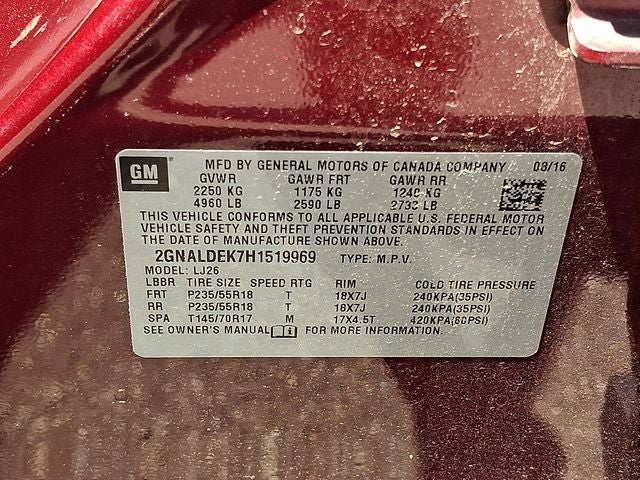 GM MFD BY GENERAL MOTORS OF CANADA COMPANY 08/16
GVWR GAWR FRT GAWR RR
2250 KG 1175 KG 1240 KG
4960 LB 2590 LB 2733 LB
THIS VEHICLE CONFORMS TO ALL APPLICABLE U.S. FEDERAL MOTOR
VEHICLE SAFETY AND THEFT PREVENTION STANDARDS IN EFFECT ON
THE DATE OF MANUFACTURE SHOWN ABOVE.
2GNALDEK7H1519969 TYPE: M.P.V.
MODEL: LJ26
LBBR TIRE SIZE SPEED RTG RIM COLD TIRE PRESSURE
FRT P235/55R18 T 18X7J 240KPA(35PSI)
RR P235/55R18 T 18X7J 240KPA(35PSI)
SPA T145/70R17 M 17X4.5T 420KPA(60PSI)
SEE OWNER'S MANUAL FOR MORE INFORMATION.